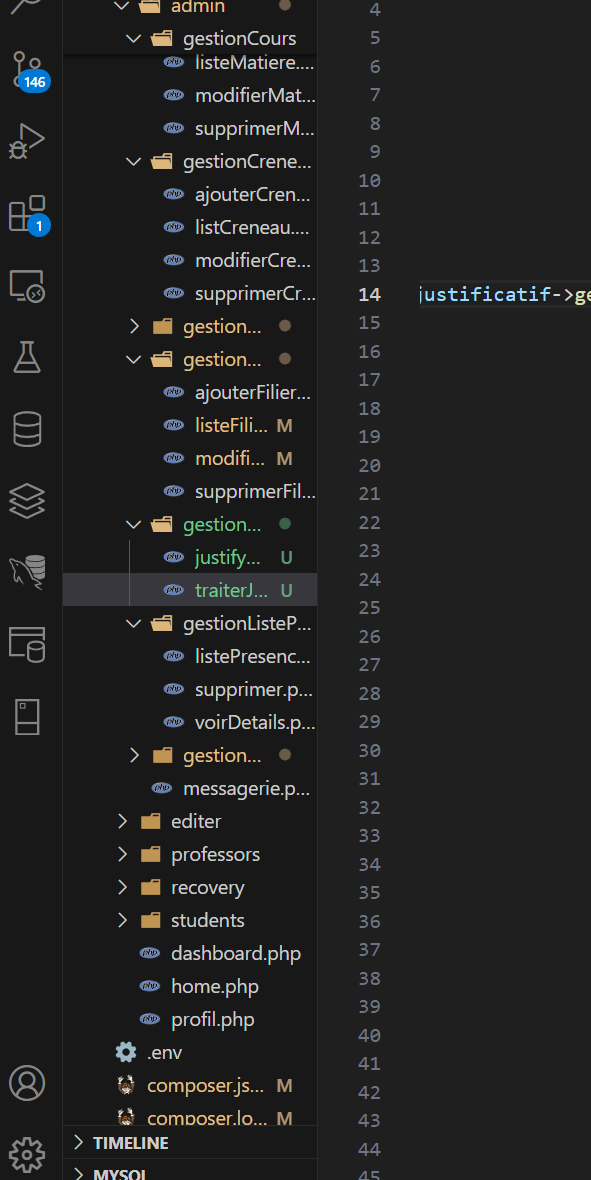 admin
gestionCours
listeMatiere....
modifierMat...
supprimerM...
gestionCrene...
ajouterCren...
listCreneau....
modifierCre...
supprimerCr...
gestion...
gestion...
ajouterFilier...
listeFili... M
modifi... M
supprimerFil...
gestion...
justify... U
traiterJ... U
gestionListeP...
listePresenc...
supprimer.p...
voirDetails.p...
gestion...
messagerie.p...
editer
professors
recovery
students
dashboard.php
home.php
profil.php
.env
composer.js... M
composer.lo... M
TIMELINE
MYSQL
146
1
4
5
6
7
8
9
10
11
12
13
14 justificatif->ge
15
16
17
18
19
20
21
22
23
24
25
26
27
28
29
30
31
32
33
34
35
36
37
38
39
40
41
42
43
44
45